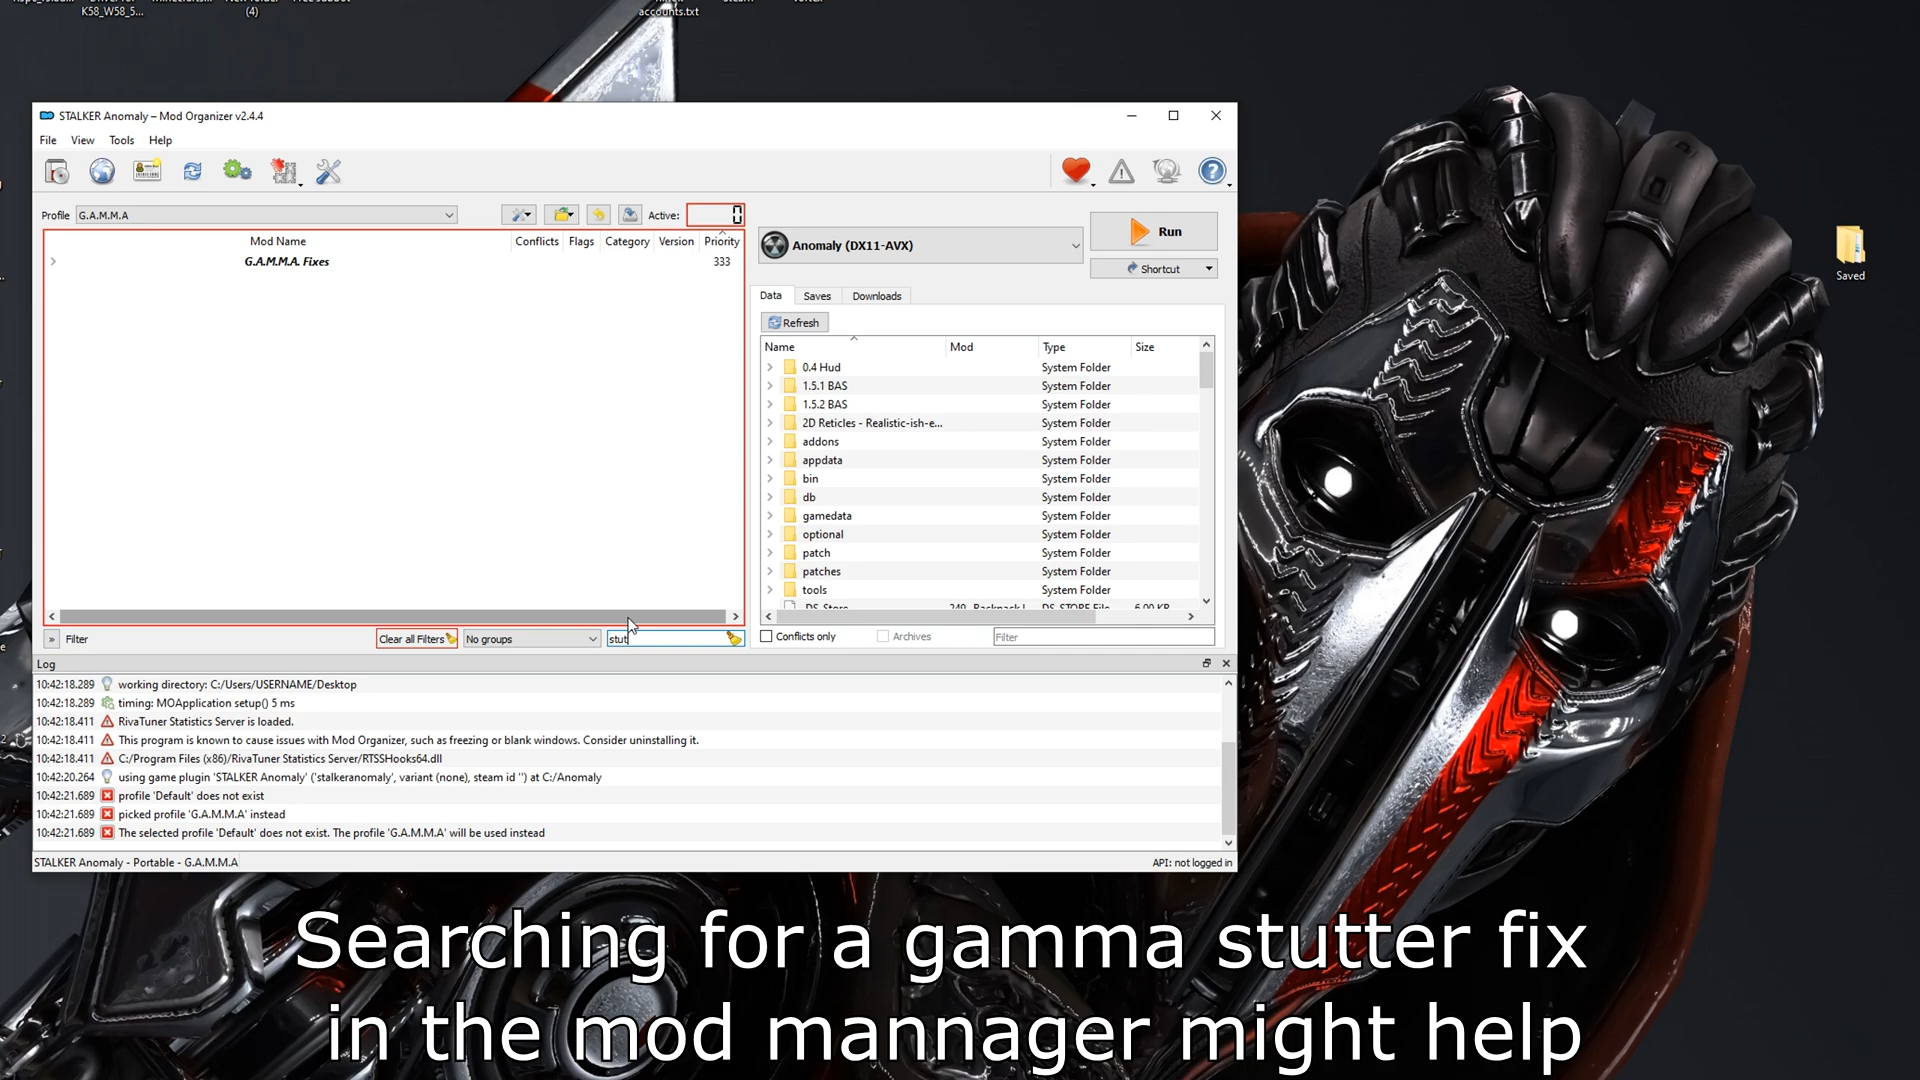 K58_W58_5...
(4)
accounts.txt
STALKER Anomaly – Mod Organizer v2.4.4
File View Tools Help
Profile G.A.M.M.A Active: 0
Mod Name Conflicts Flags Category Version Priority
G.A.M.M.A. Fixes 333
Anomaly (DX11-AVX)
Run
Shortcut
Data Saves Downloads
Refresh
Name Mod Type Size
0.4 Hud System Folder
1.5.1 BAS System Folder
1.5.2 BAS System Folder
2D Reticles - Realistic-ish-e... System Folder
addons System Folder
appdata System Folder
bin System Folder
db System Folder
gamedata System Folder
optional System Folder
patch System Folder
patches System Folder
tools System Folder
» Filter Clear all Filters No groups stut
Conflicts only Archives Filter
Saved
Log
10:42:18.289 working directory: C:/Users/USERNAME/Desktop
10:42:18.289 timing: MOApplication setup() 5 ms
10:42:18.411 RivaTuner Statistics Server is loaded.
10:42:18.411 This program is known to cause issues with Mod Organizer, such as freezing or blank windows. Consider uninstalling it.
10:42:18.411 C:/Program Files (x86)/RivaTuner Statistics Server/RTSSHooks64.dll
10:42:20.264 using game plugin 'STALKER Anomaly' ('stalkeranomaly', variant (none), steam id '') at C:/Anomaly
10:42:21.689 profile 'Default' does not exist
10:42:21.689 picked profile 'G.A.M.M.A' instead
10:42:21.689 The selected profile 'Default' does not exist. The profile 'G.A.M.M.A' will be used instead
STALKER Anomaly - Portable - G.A.M.M.A API: not logged in
Searching for a gamma stutter fix
in the mod mannager might help